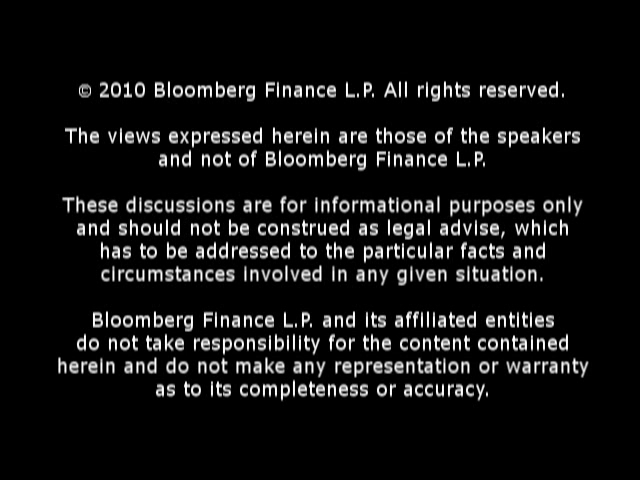 © 2010 Bloomberg Finance L.P. All rights reserved.
The views expressed herein are those of the speakers
and not of Bloomberg Finance L.P.
These discussions are for informational purposes only
and should not be construed as legal advise, which
has to be addressed to the particular facts and
circumstances involved in any given situation.
Bloomberg Finance L.P. and its affiliated entities
do not take responsibility for the content contained
herein and do not make any representation or warranty
as to its completeness or accuracy.